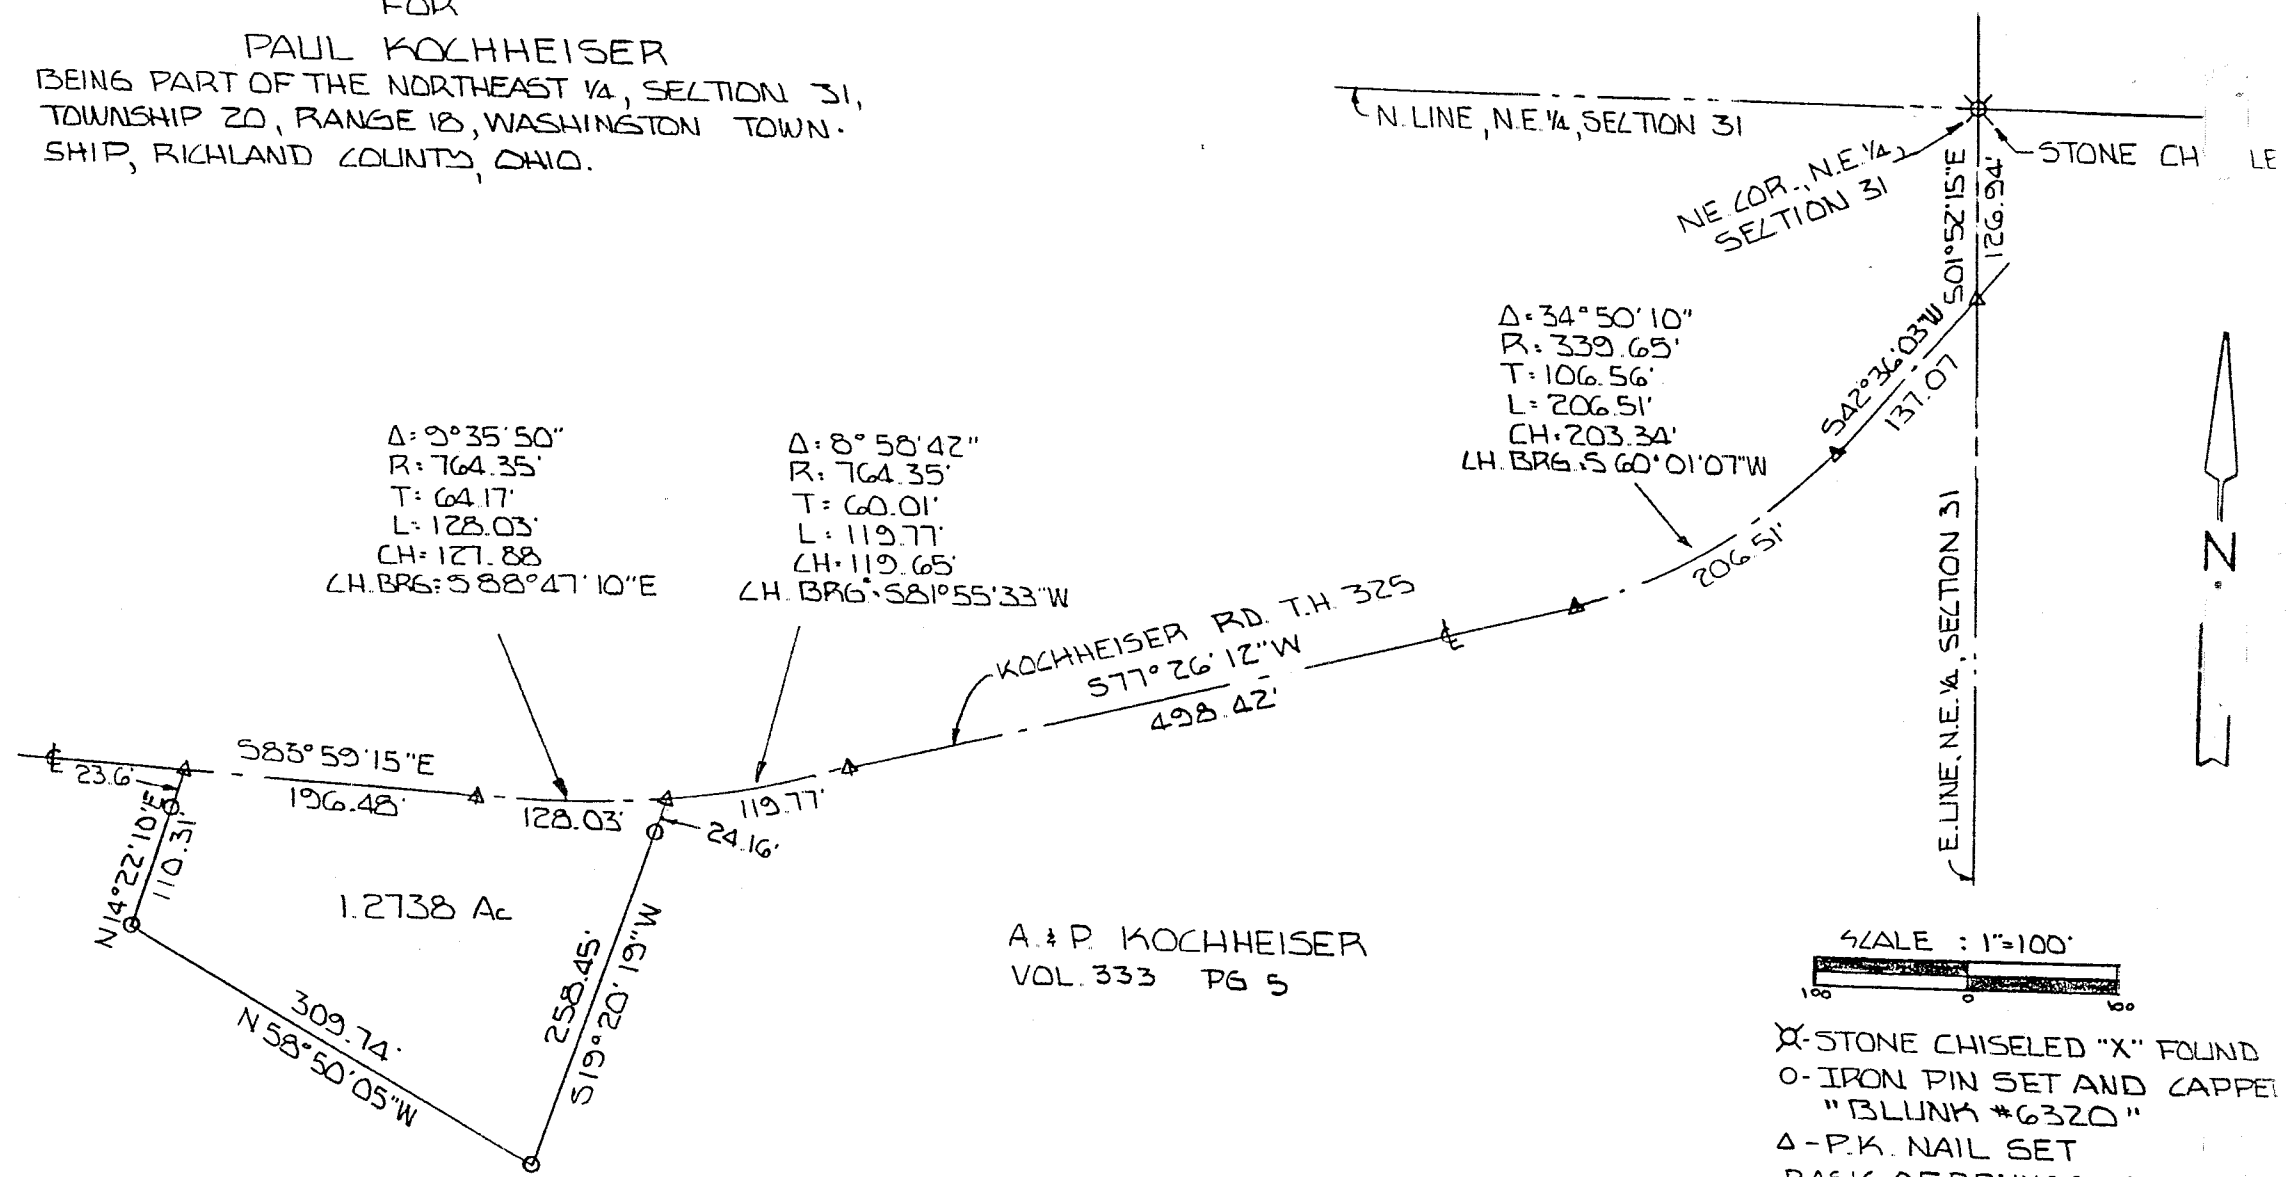 FOR
PAUL KOCHHEISER
BEING PART OF THE NORTHEAST 1/4, SECTION 31,
TOWNSHIP 20, RANGE 18, WASHINGTON TOWN-
SHIP, RICHLAND COUNTY, OHIO.
N. LINE, N.E. 1/4, SECTION 31
NE COR., N.E. 1/4
SECTION 31
STONE CH LE
S01°52'15"E
126.94'
S42°36'03"W
137.07
Δ=34°50'10"
R=339.65'
T=106.56'
L=206.51'
CH=203.34'
CH. BRG.=S60°01'07"W
206.51'
E. LINE, N.E. 1/4, SECTION 31
N
Δ=9°35'50"
R=764.35'
T=64.17'
L=128.03'
CH=127.88
CH. BRG=S88°47'10"E
Δ=8°58'42"
R=764.35'
T=60.01'
L=119.77'
CH=119.65'
CH. BRG=S81°55'33"W
KOCHHEISER RD. T.H. 325
S77°26'12"W
498.42'
S83°59'15"E
196.48'
128.03'
119.77'
23.6'
24.16'
N14°22'10"E
110.31'
1.2738 Ac
258.45'
S19°20'19"W
309.74'
N58°50'05"W
A. & P. KOCHHEISER
VOL. 333 PG 5
SCALE : 1"=100'
100 0 100
STONE CHISELED "X" FOUND
O-IRON PIN SET AND CAPPE
"BLUNK #6320"
Δ-P.K. NAIL SET